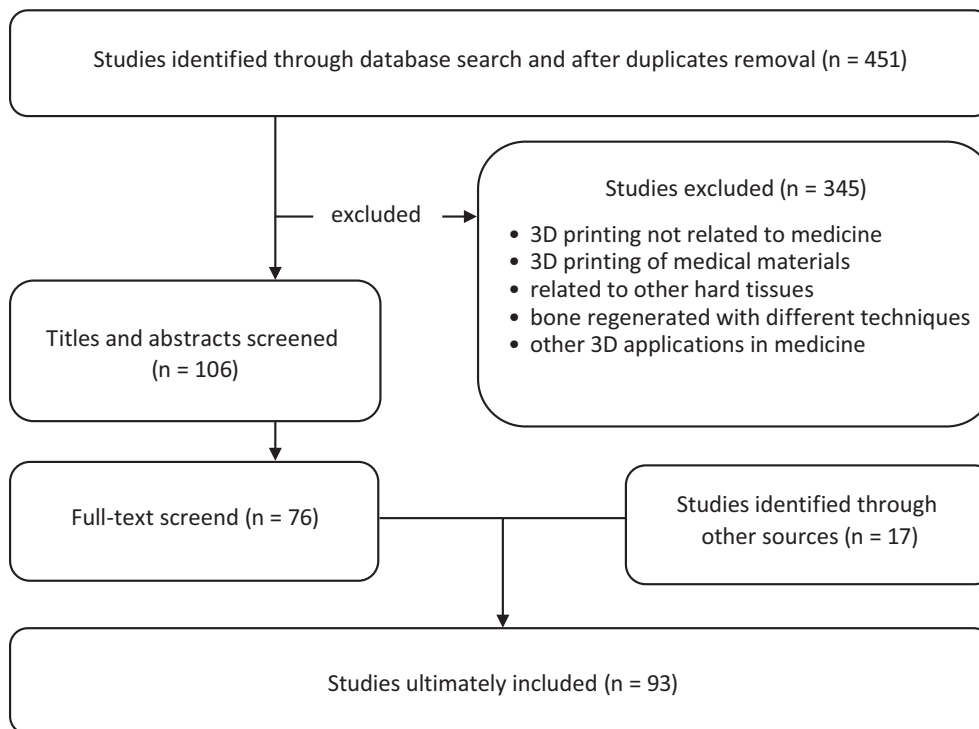 Studies identified through database search and after duplicates removal (n = 451)
excluded
Studies excluded (n = 345)
• 3D printing not related to medicine
• 3D printing of medical materials
• related to other hard tissues
• bone regenerated with different techniques
• other 3D applications in medicine
Titles and abstracts screened
(n = 106)
Full-text screend (n = 76)
Studies identified through
other sources (n = 17)
Studies ultimately included (n = 93)